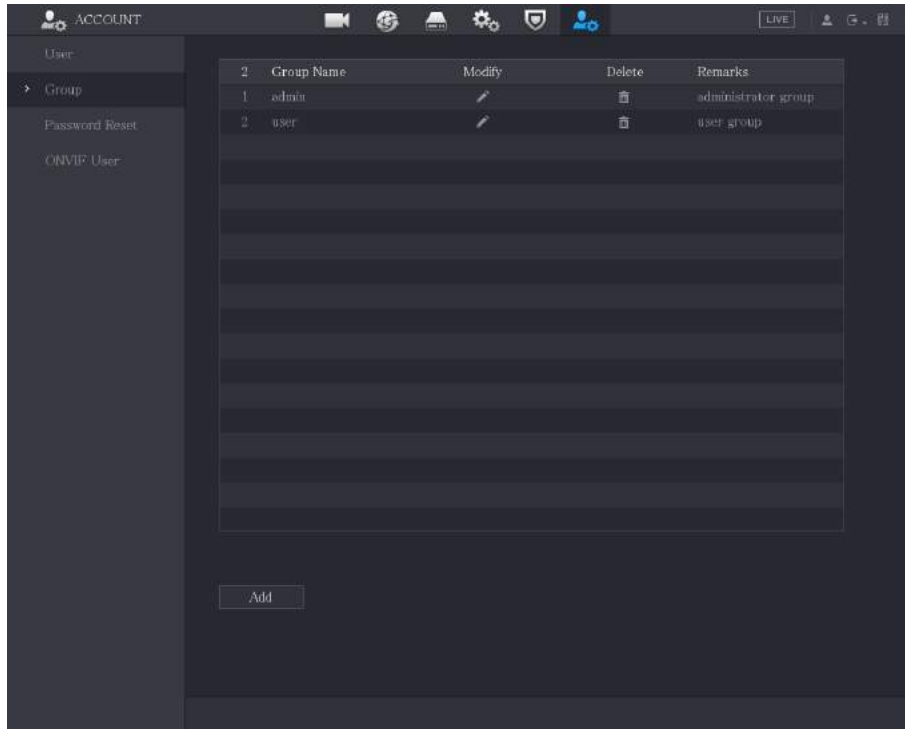 ACCOUNT LIVE
User
2 Group Name Modify Delete Remarks
Group
1 admin administrator group
Password Reset
2 user user group
ONVIF User
Add